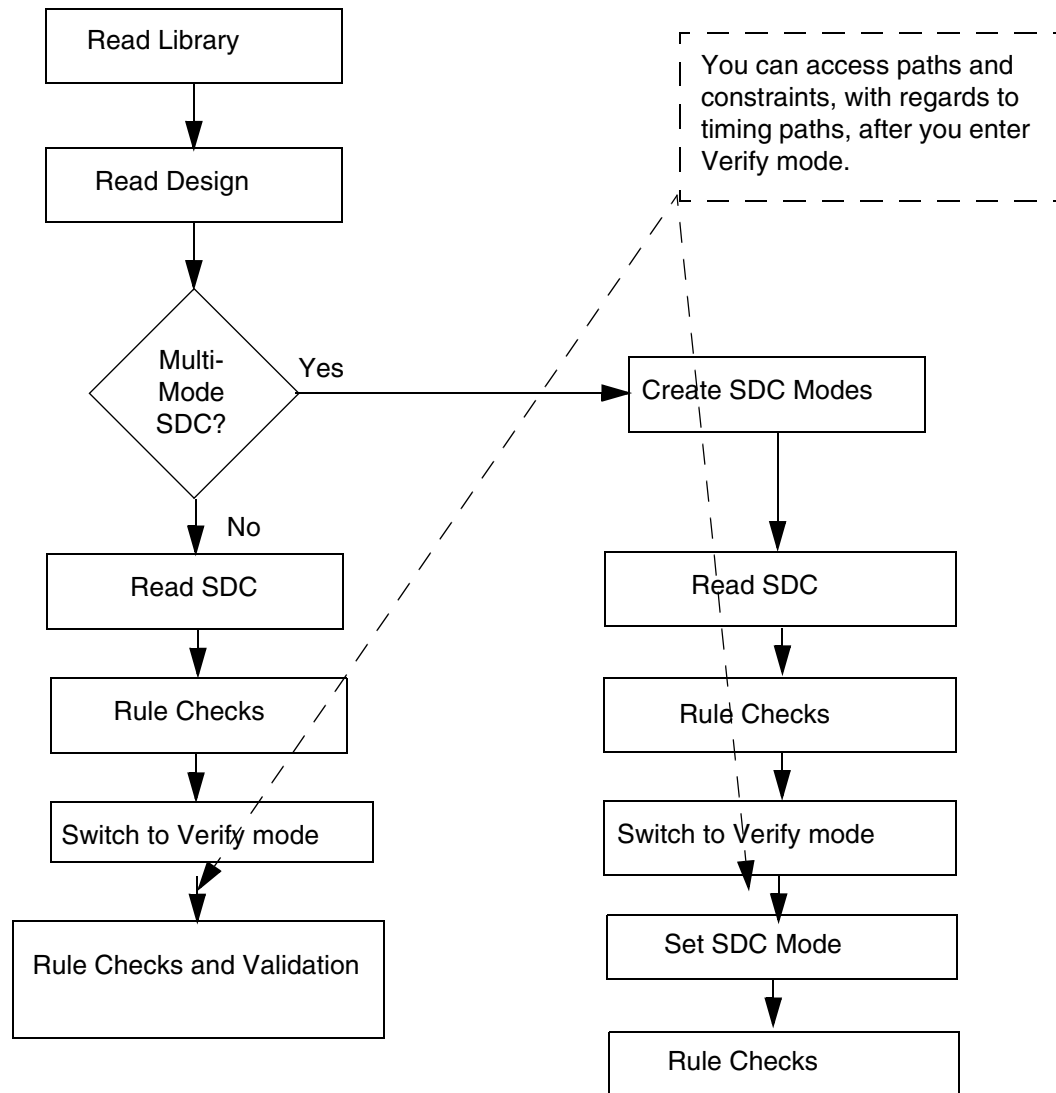 Read Library
You can access paths and
constraints, with regards to
timing paths, after you enter
Verify mode.
Read Design
Multi-
Mode
SDC?
Yes
Create SDC Modes
No
Read SDC
Read SDC
Rule Checks
Rule Checks
Switch to Verify mode
Switch to Verify mode
Rule Checks and Validation
Set SDC Mode
Rule Checks